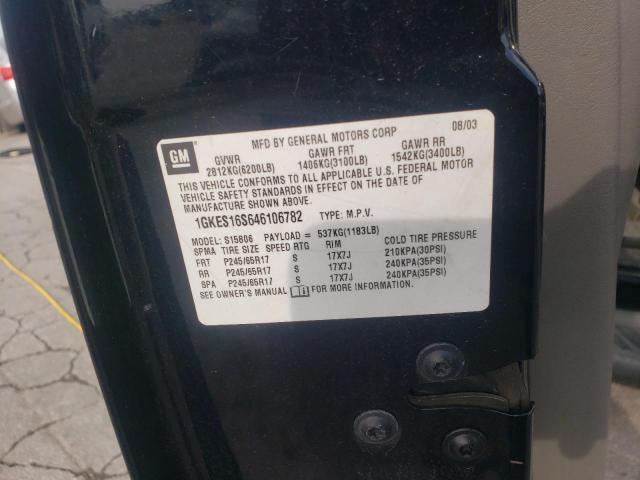 GM
MFD BY GENERAL MOTORS CORP 08/03
GVWR GAWR FRT GAWR RR
2812KG(6200LB) 1406KG(3100LB) 1542KG(3400LB)
THIS VEHICLE CONFORMS TO ALL APPLICABLE U.S. FEDERAL MOTOR
VEHICLE SAFETY STANDARDS IN EFFECT ON THE DATE OF
MANUFACTURE SHOWN ABOVE.
1GKES16S646106782 TYPE: M.P.V.
MODEL: S15806 PAYLOAD = 537KG(1183LB)
SPMA TIRE SIZE SPEED RTG RIM COLD TIRE PRESSURE
FRT P245/65R17 S 17X7J 210KPA(30PSI)
RR P245/65R17 S 17X7J 240KPA(35PSI)
SPA P245/65R17 S 17X7J 240KPA(35PSI)
SEE OWNER'S MANUAL FOR MORE INFORMATION.